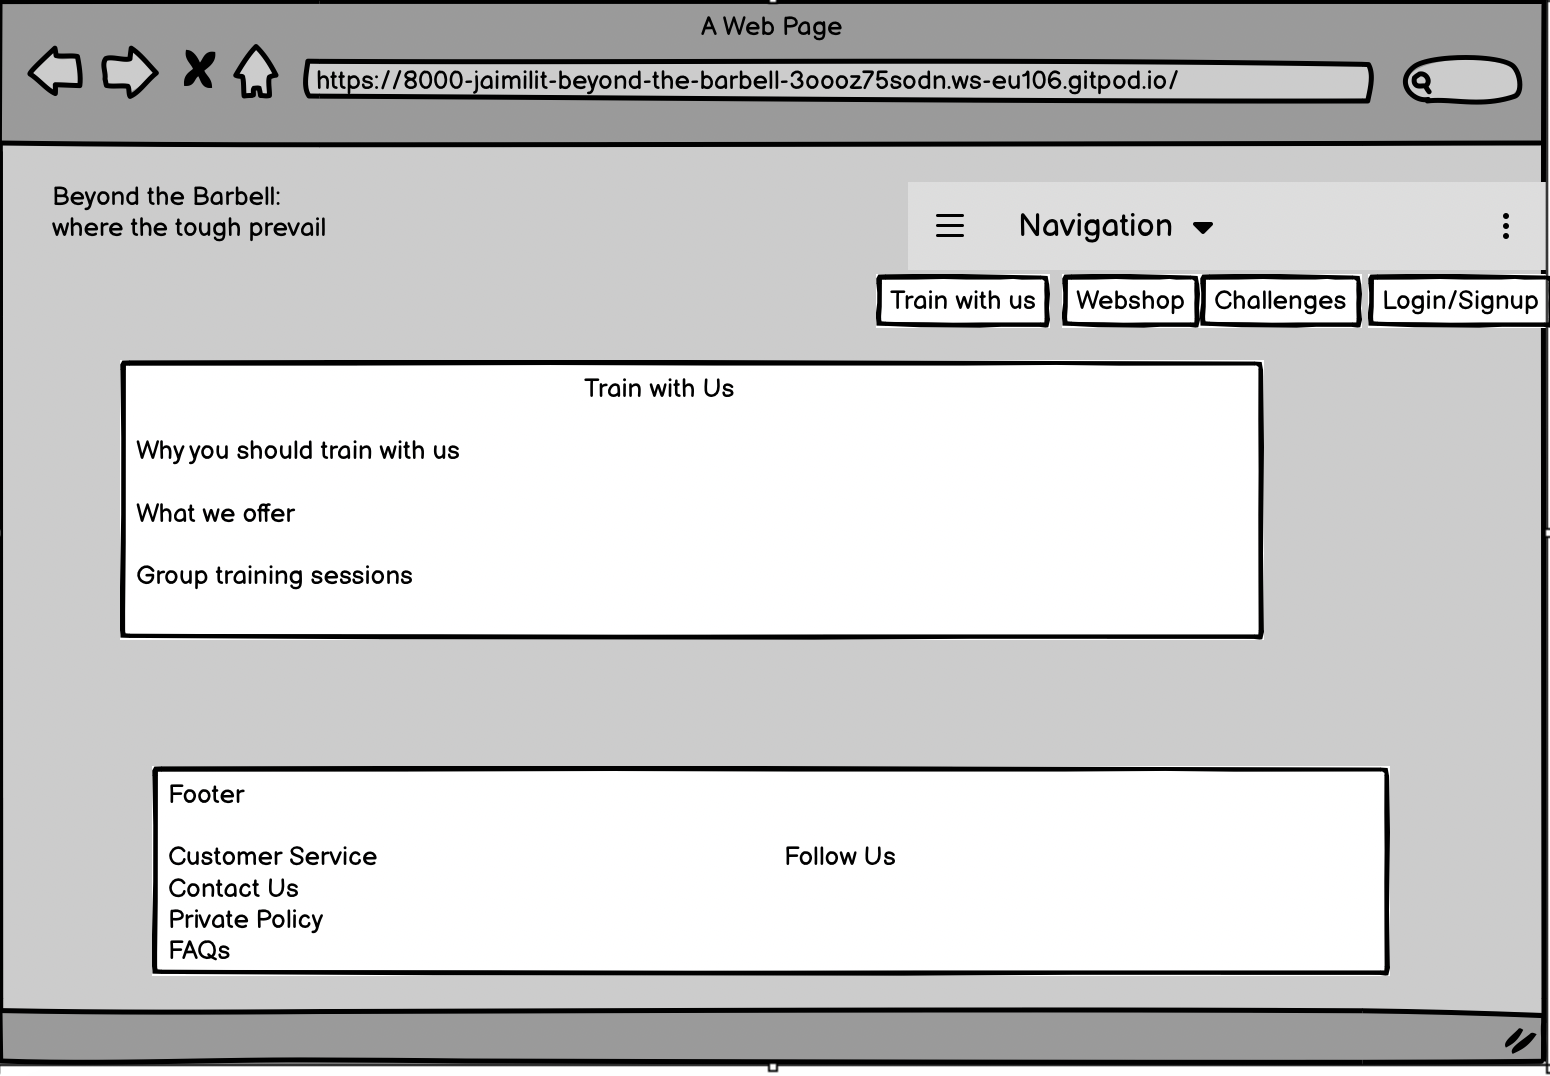 A Web Page
https://8000-jaimilit-beyond-the-barbell-3oooz75sodn.ws-eu106.gitpod.io/
Beyond the Barbell:
where the tough prevail
Navigation
Train with us
Webshop
Challenges
Login/Signup
Train with Us
Why you should train with us
What we offer
Group training sessions
Footer
Customer Service
Follow Us
Contact Us
Private Policy
FAQs